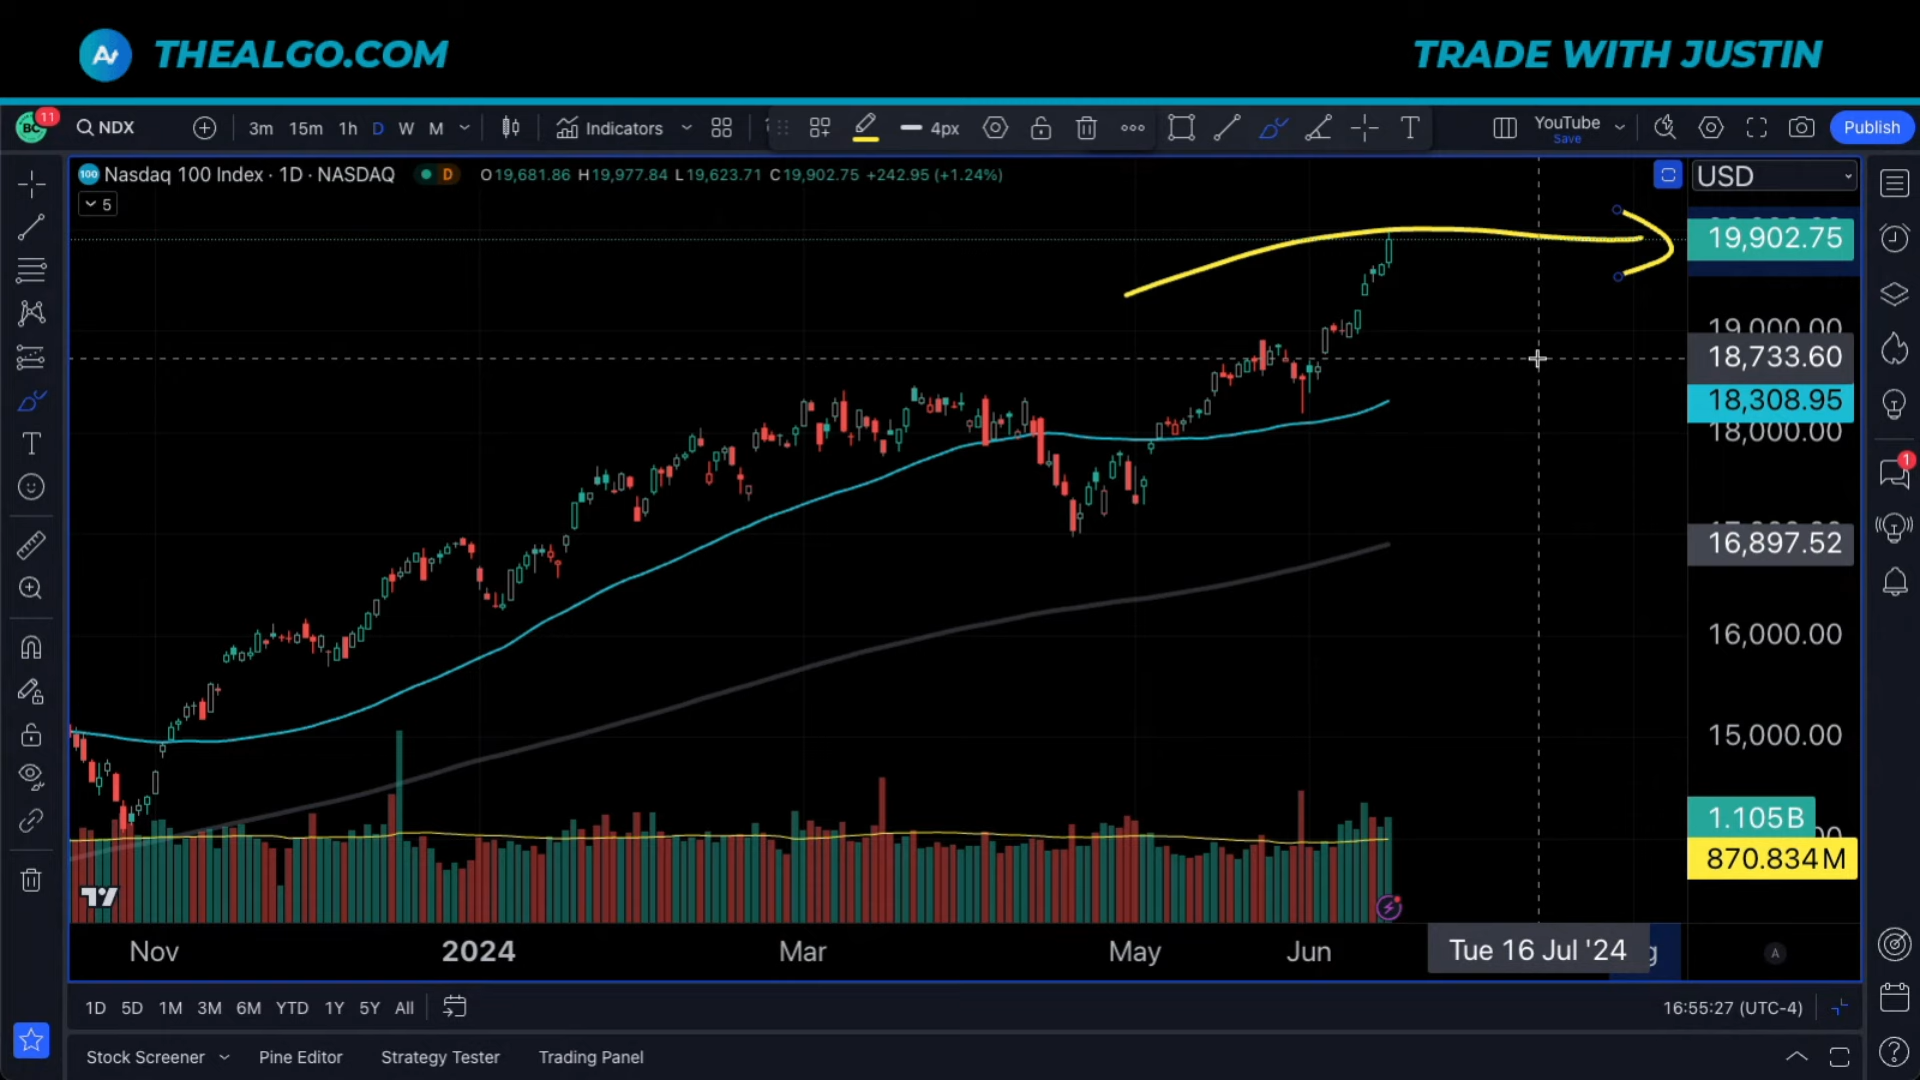 THEALGO.COM
TRADE WITH JUSTIN
BC 11 NDX 3m 15m 1h D W M Indicators 4px T YouTube Save Publish
100 Nasdaq 100 Index · 1D · NASDAQ D O19,681.86 H19,977.84 L19,623.71 C19,902.75 +242.95 (+1.24%)
USD
5
19,902.75
19,000.00
18,733.60
18,308.95
18,000.00
16,897.52
16,000.00
15,000.00
1.105B
870.834M
1
Nov 2024 Mar May Jun Tue 16 Jul '24 A
1D 5D 1M 3M 6M YTD 1Y 5Y All 16:55:27 (UTC-4)
Stock Screener Pine Editor Strategy Tester Trading Panel